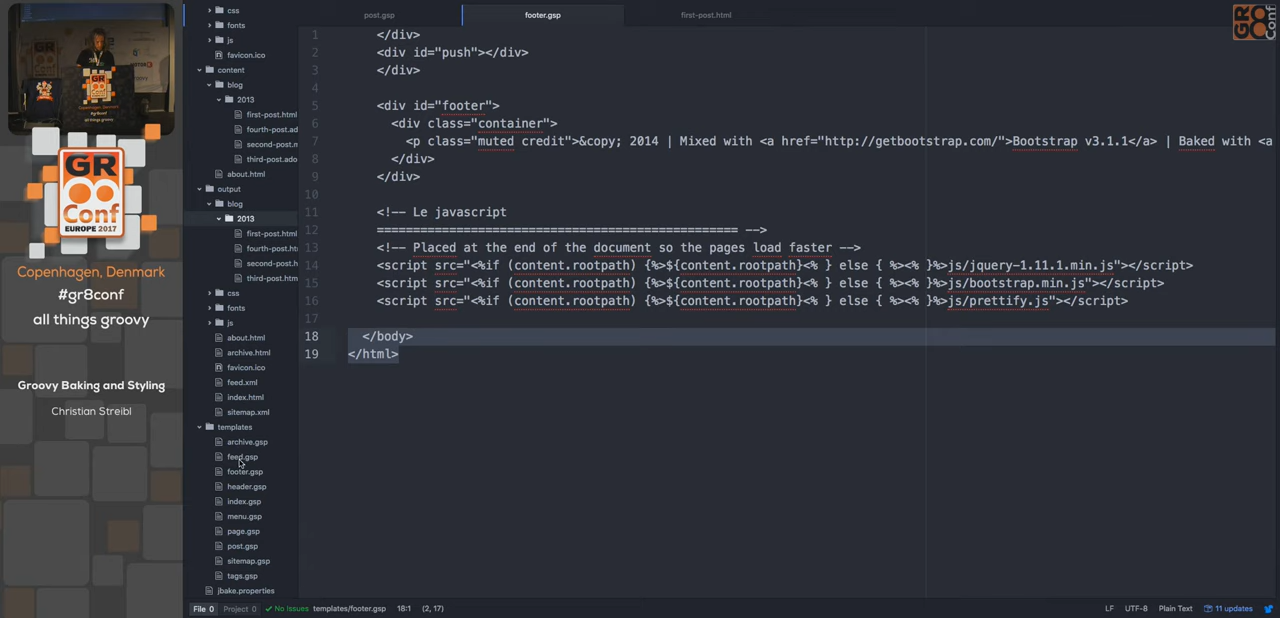 GR8
Conf
Copenhagen, Denmark
#gr8conf
all things groovy
GR
Conf
EUROPE 2017
Copenhagen, Denmark
#gr8conf
all things groovy
Groovy Baking and Styling
Christian Streibl
css
fonts
js
favicon.ico
content
blog
2013
first-post.html
fourth-post.ad
second-post.m
third-post.ado
about.html
output
blog
2013
first-post.html
fourth-post.ht
second-post.h
third-post.htm
css
fonts
js
about.html
archive.html
favicon.ico
feed.xml
index.html
sitemap.xml
templates
archive.gsp
feed.gsp
footer.gsp
header.gsp
index.gsp
menu.gsp
page.gsp
post.gsp
sitemap.gsp
tags.gsp
jbake.properties
post.gsp footer.gsp first-post.html
1 </div>
2 <div id="push"></div>
3 </div>
4
5 <div id="footer">
6 <div class="container">
7 <p class="muted credit">&copy; 2014 | Mixed with <a href="http://getbootstrap.com/">Bootstrap v3.1.1</a> | Baked with <a
8 </div>
9 </div>
10
11 <!-- Le javascript
12 ================================================== -->
13 <!-- Placed at the end of the document so the pages load faster -->
14 <script src="<%if (content.rootpath) {%>${content.rootpath}<% } else { %><% }%>js/jquery-1.11.1.min.js"></script>
15 <script src="<%if (content.rootpath) {%>${content.rootpath}<% } else { %><% }%>js/bootstrap.min.js"></script>
16 <script src="<%if (content.rootpath) {%>${content.rootpath}<% } else { %><% }%>js/prettify.js"></script>
17
18 </body>
19 </html>
File 0 Project 0 No Issues templates/footer.gsp 18:1 (2, 17) LF UTF-8 Plain Text 11 updates